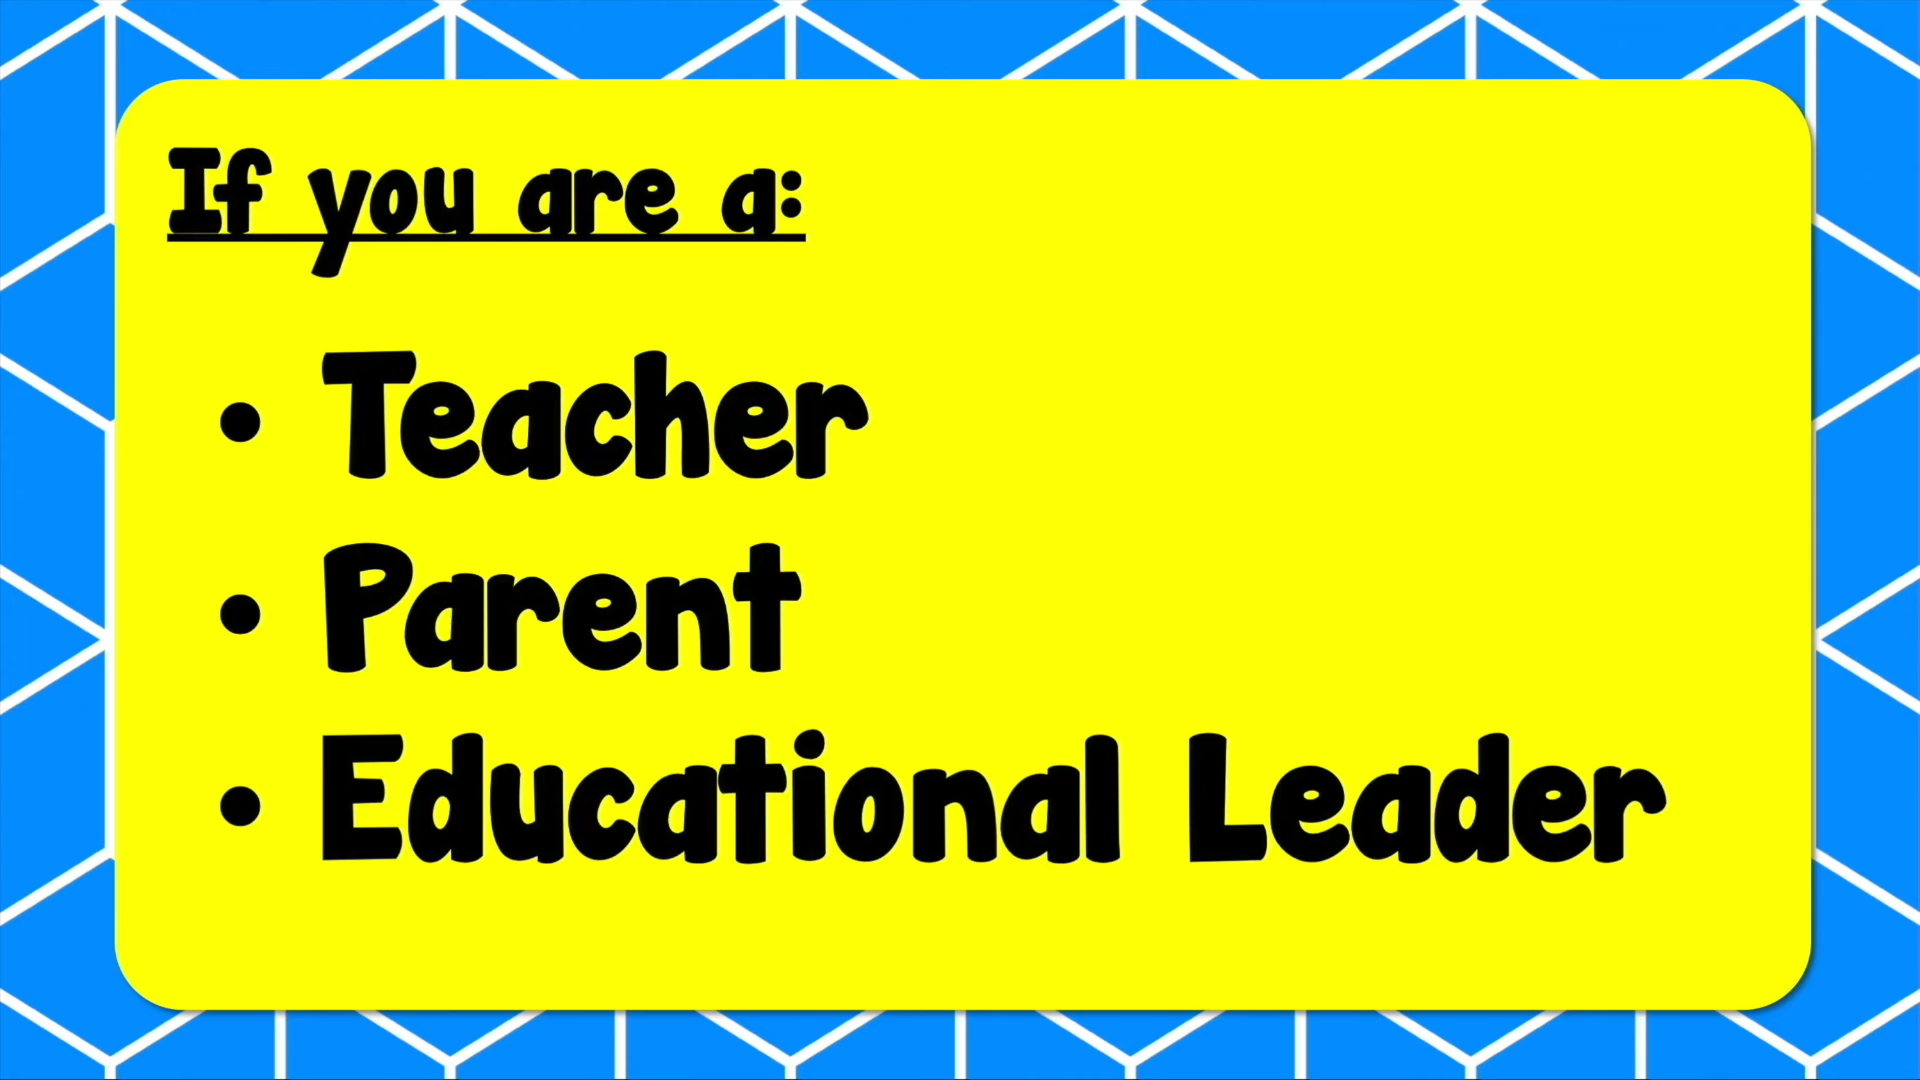 If you are a:
• Teacher
• Parent
• Educational Leader